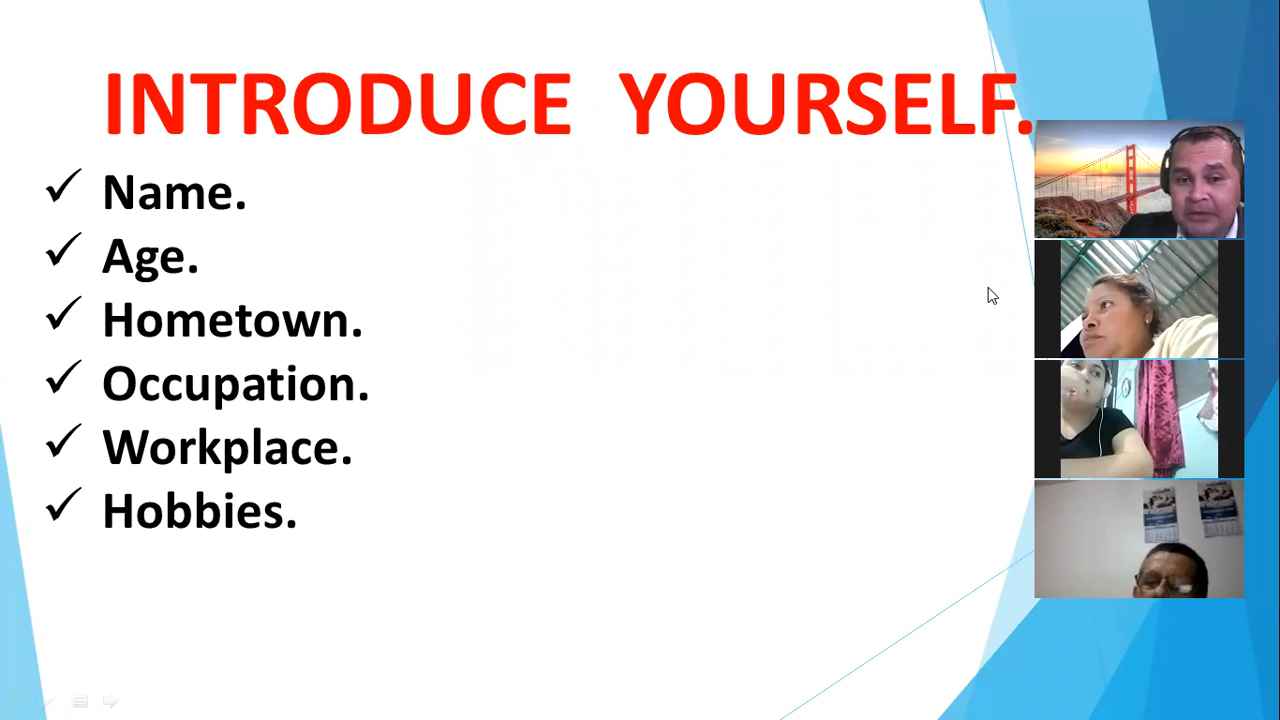 INTRODUCE YOURSELF.
✓ Name.
✓ Age.
✓ Hometown.
✓ Occupation.
✓ Workplace.
✓ Hobbies.